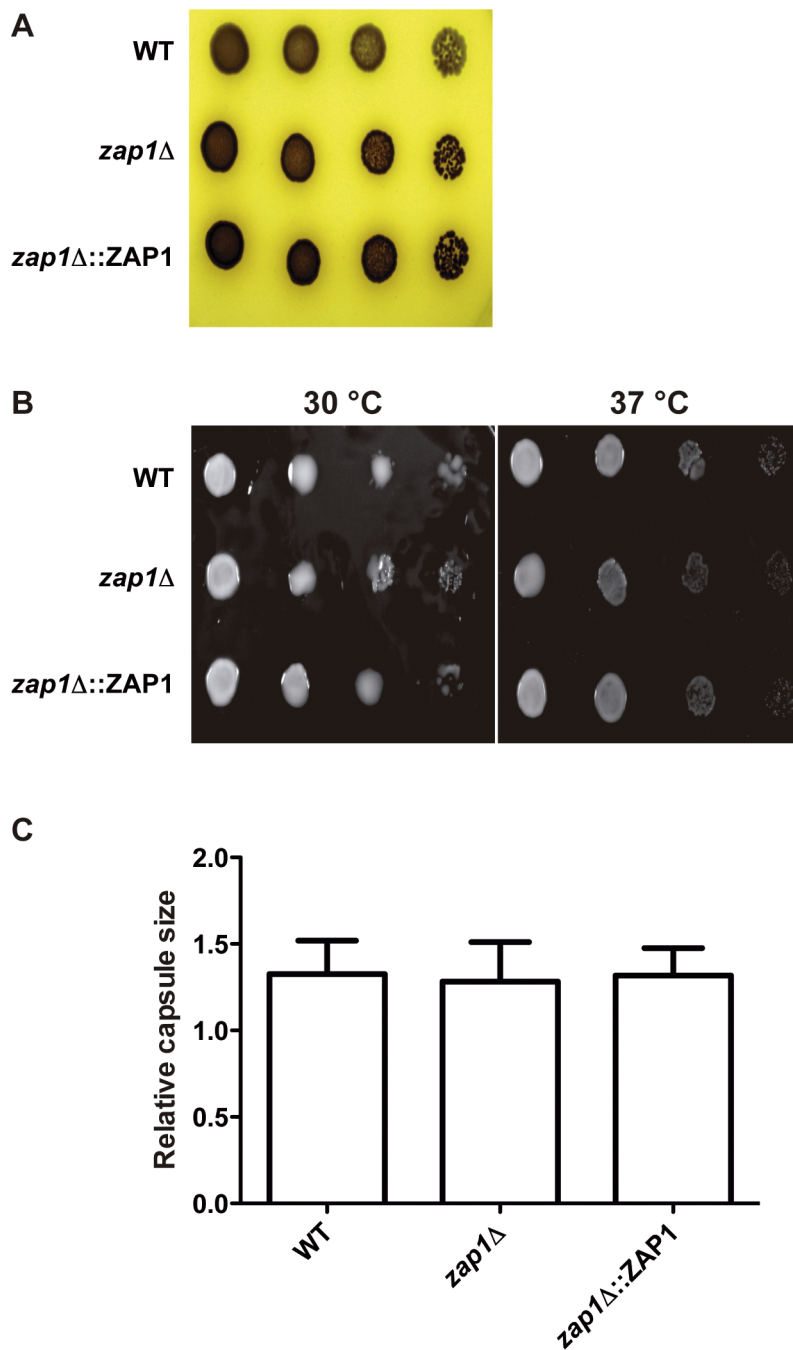 A
WT
zap1Δ
zap1Δ::ZAP1
B
30 °C
37 °C
WT
zap1Δ
zap1Δ::ZAP1
C
Relative capsule size
2.0
1.5
1.0
0.5
0.0
WT
zap1Δ
zap1Δ::ZAP1